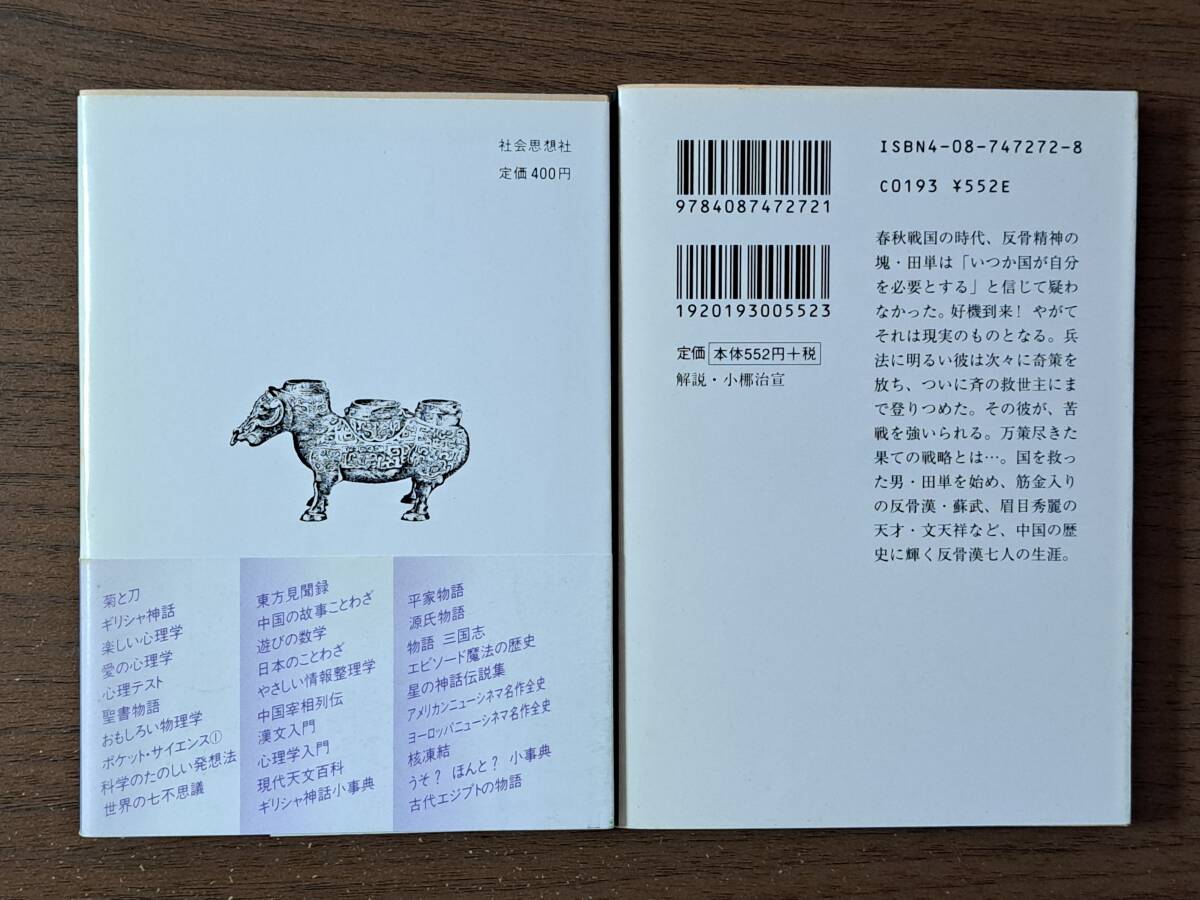 社会思想社
定価400円
菊と刀
ギリシャ神話
楽しい心理学
愛の心理学
心理テスト
聖書物語
おもしろい物理学
ポケット・サイエンス①
科学のたのしい発想法
世界の七不思議
東方見聞録
中国の故事ことわざ
遊びの数学
日本のことわざ
やさしい情報整理学
中国宰相列伝
漢文入門
心理学入門
現代天文百科
ギリシャ神話小事典
平家物語
源氏物語
物語 三国志
エピソード魔法の歴史
星の神話伝説集
アメリカンニューシネマ名作全史
ヨーロッパニューシネマ名作全史
核凍結
うそ? ほんと? 小事典
古代エジプトの物語
9784087472721
1920193005523
定価 本体552円+税
解説・小梛治宣
ISBN4-08-747272-8
C0193 ¥552E
春秋戦国の時代、反骨精神の
塊・田単は「いつか国が自分
を必要とする」と信じて疑わ
なかった。好機到来! やがて
それは現実のものとなる。兵
法に明るい彼は次々に奇策を
放ち、ついに斉の救世主にま
で登りつめた。その彼が、苦
戦を強いられる。万策尽きた
果ての戦略とは…。国を救っ
た男・田単を始め、筋金入り
の反骨漢・蘇武、眉目秀麗の
天才・文天祥など、中国の歴
史に輝く反骨漢七人の生涯。